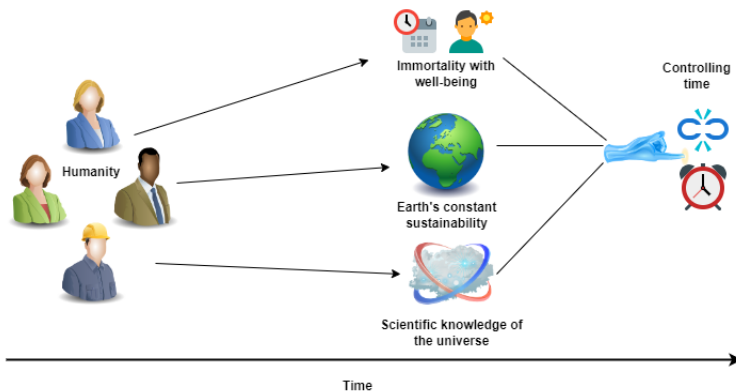 Immortality with
well-being
Controlling
time
Humanity
Earth's constant
sustainability
Scientific knowledge of
the universe
Time